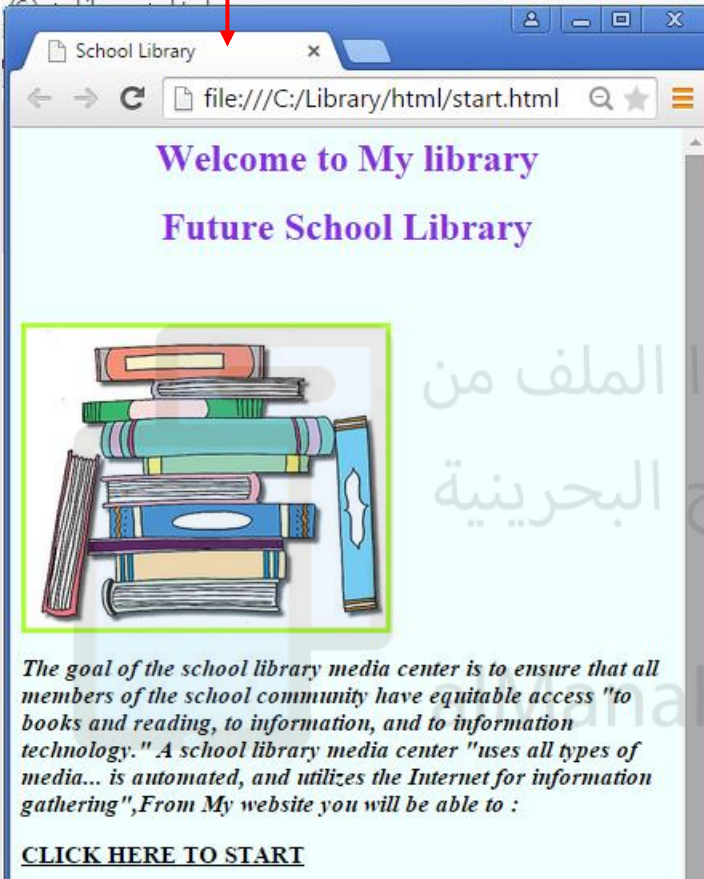 School Library
file:///C:/Library/html/start.html
Welcome to My library
Future School Library
الملف من
البحرينية
The goal of the school library media center is to ensure that all
members of the school community have equitable access "to
books and reading, to information, and to information
technology." A school library media center "uses all types of
media... is automated, and utilizes the Internet for information
gathering",From My website you will be able to :
CLICK HERE TO START